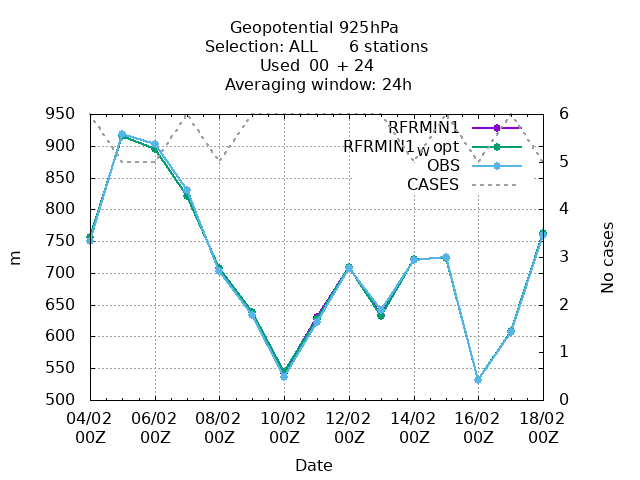 Geopotential 925hPa
Selection: ALL      6 stations
Used  00  + 24
Averaging window: 24h
950
900
850
800
750
700
650
600
550
500
6
5
4
3
2
1
0
RFRMIN1
RFRMIN1w opt
OBS
CASES
m
No cases
04/02 06/02 08/02 10/02 12/02 14/02 16/02 18/02
00Z 00Z 00Z 00Z 00Z 00Z 00Z 00Z
Date